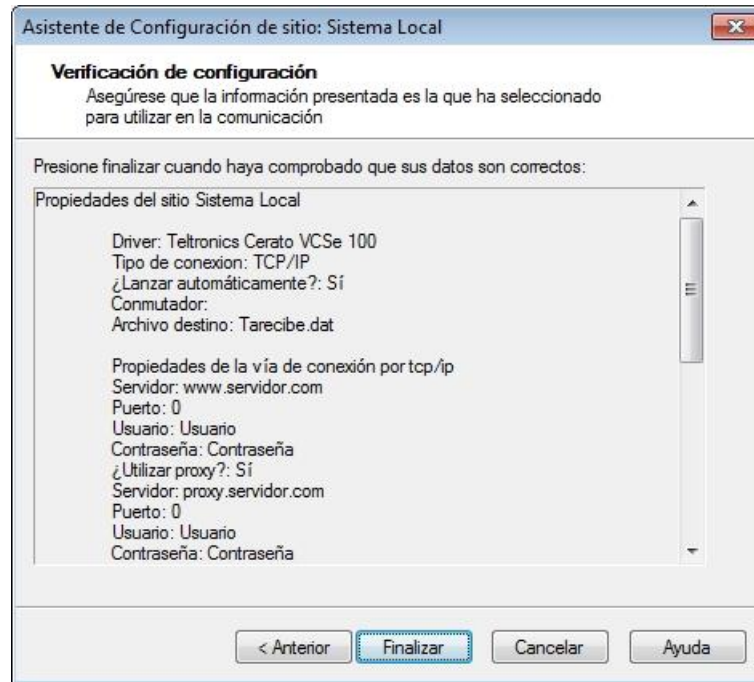 Asistente de Configuración de sitio: Sistema Local
Verificación de configuración
Asegúrese que la información presentada es la que ha seleccionado
para utilizar en la comunicación
Presione finalizar cuando haya comprobado que sus datos son correctos:
Propiedades del sitio Sistema Local
Driver: Teltronics Cerato VCSe 100
Tipo de conexion: TCP/IP
¿Lanzar automáticamente?: Sí
Conmutador:
Archivo destino: Tarecibe.dat
Propiedades de la vía de conexión por tcp/ip
Servidor: www.servidor.com
Puerto: 0
Usuario: Usuario
Contraseña: Contraseña
¿Utilizar proxy?: Sí
Servidor: proxy.servidor.com
Puerto: 0
Usuario: Usuario
Contraseña: Contraseña
< Anterior Finalizar Cancelar Ayuda